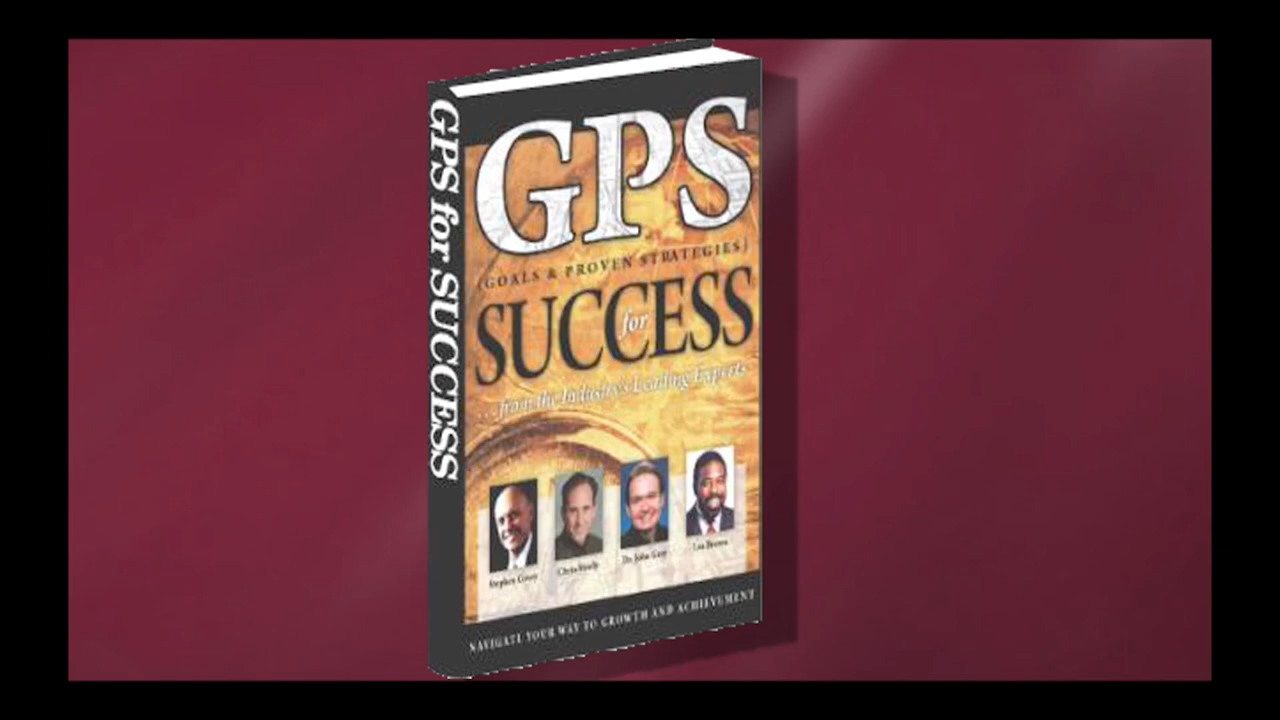 GPS for SUCCESS
GPS
(GOALS & PROVEN STRATEGIES)
SUCCESS
for
...from the Industry's Leading Experts
Stephen Covey
Chris
Dr. John Gray
Les Brown
NAVIGATE YOUR WAY TO GROWTH AND ACHIEVEMENT